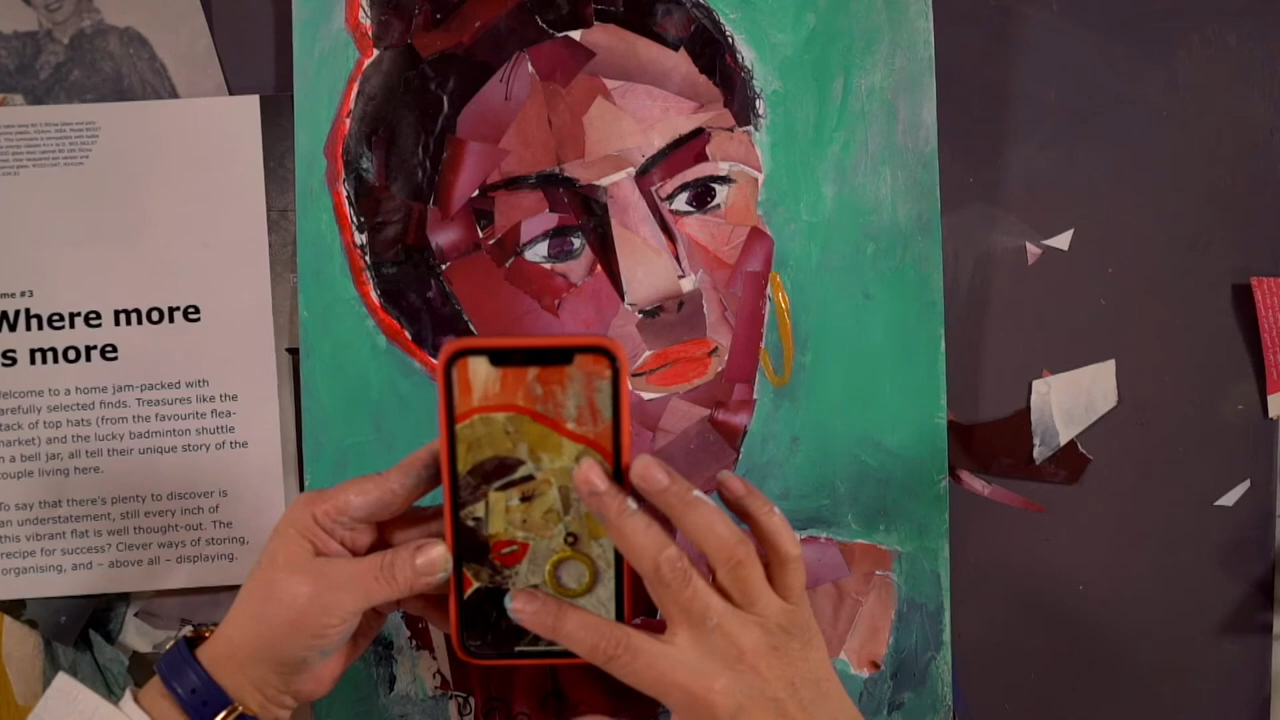 me #3
Where more
s more
elcome to a home jam-packed with
arefully selected finds. Treasures like the
tack of top hats (from the favourite flea-
market) and the lucky badminton shuttle
n a bell jar, all tell their unique story of the
couple living here.
To say that there's plenty to discover is
an understatement, still every inch of
this vibrant flat is well thought-out. The
recipe for success? Clever ways of storing,
organising, and – above all – displaying.